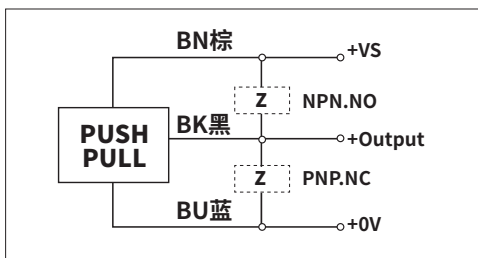 BN棕
+VS
Z
NPN.NO
PUSH
PULL
BK黑
+Output
Z
PNP.NC
BU蓝
+0V